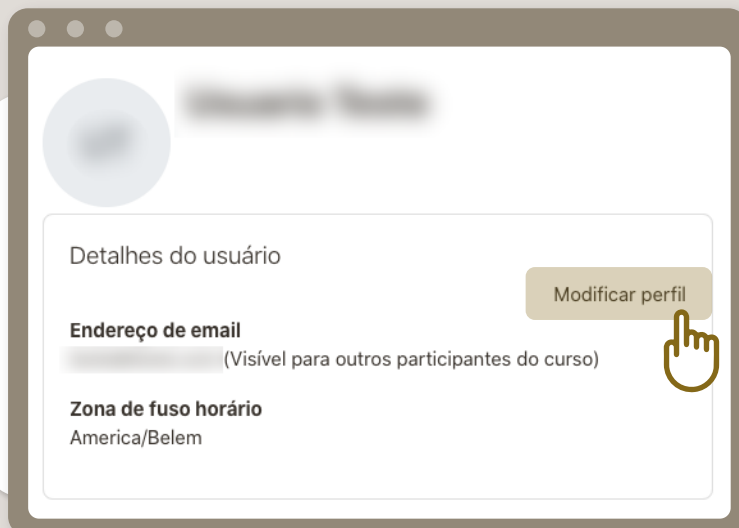 Detalhes do usuário
Modificar perfil
Endereço de email
(Visível para outros participantes do curso)
Zona de fuso horário
America/Belem